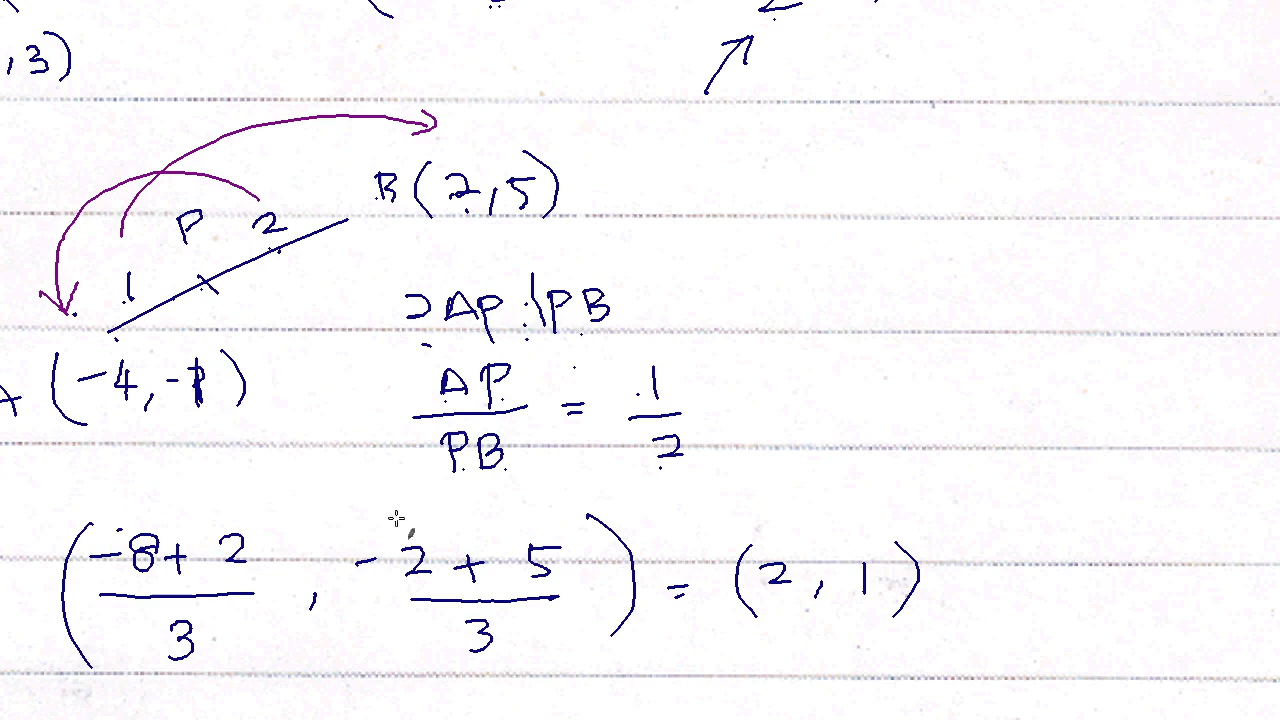 , 3)
B (2, 5)
P 2
1
2AP : 1PB
A (-4, -1)
AP/PB = 1/2
((-8 + 2)/3 , (-2 + 5)/3) = (2, 1)